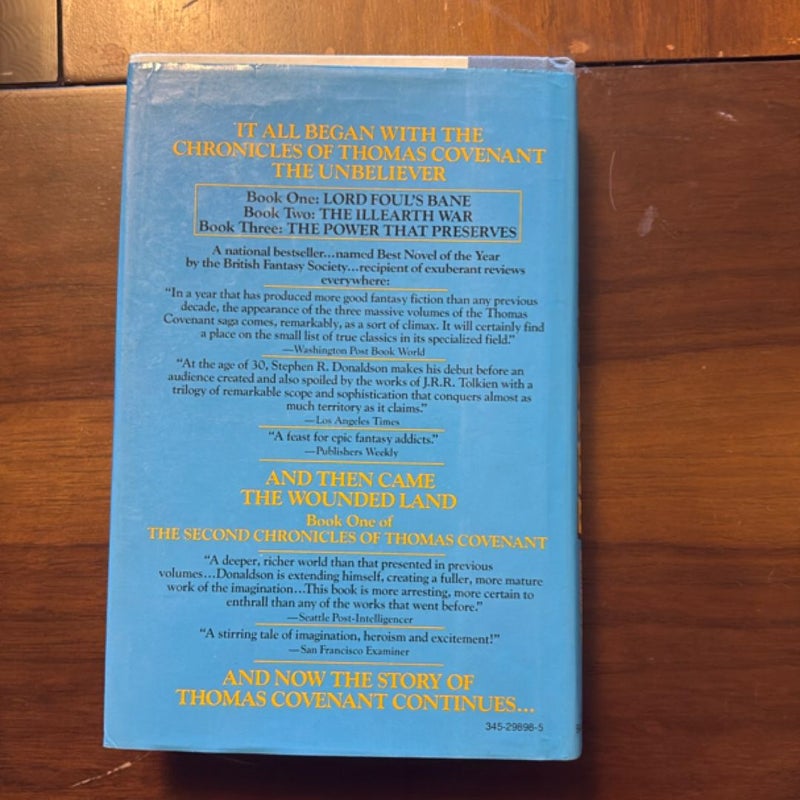 IT ALL BEGAN WITH THE
CHRONICLES OF THOMAS COVENANT
THE UNBELIEVER
Book One: LORD FOUL'S BANE
Book Two: THE ILLEARTH WAR
Book Three: THE POWER THAT PRESERVES
A national bestseller...named Best Novel of the Year
by the British Fantasy Society...recipient of exuberant reviews
everywhere:
"In a year that has produced more good fantasy fiction than any previous
decade, the appearance of the three massive volumes of the Thomas
Covenant saga comes, remarkably, as a sort of climax. It will certainly find
a place on the small list of true classics in its specialized field."
—Washington Post Book World
"At the age of 30, Stephen R. Donaldson makes his debut before an
audience created and also spoiled by the works of J.R.R. Tolkien with a
trilogy of remarkable scope and sophistication that conquers almost as
much territory as it claims."
—Los Angeles Times
"A feast for epic fantasy addicts."
—Publishers Weekly
AND THEN CAME
THE WOUNDED LAND
Book One of
THE SECOND CHRONICLES OF THOMAS COVENANT
"A deeper, richer world than that presented in previous
volumes...Donaldson is extending himself, creating a fuller, more mature
work of the imagination...This book is more arresting, more certain to
enthrall than any of the works that went before."
—Seattle Post-Intelligencer
"A stirring tale of imagination, heroism and excitement!"
—San Francisco Examiner
AND NOW THE STORY OF
THOMAS COVENANT CONTINUES...
345-29898-5